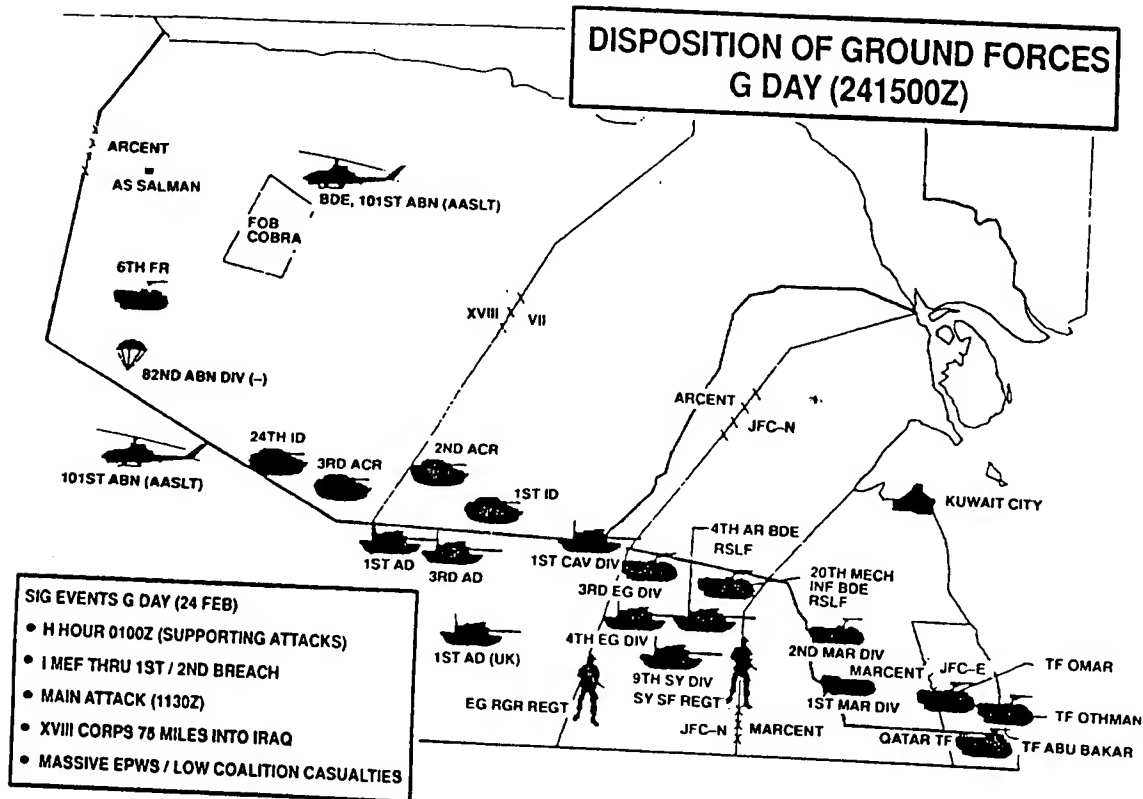 DISPOSITION OF GROUND FORCES
G DAY (241500Z)
ARCENT
AS SALMAN
BDE, 101ST ABN (AASLT)
FOB
COBRA
6TH FR
XVIII
VII
82ND ABN DIV (–)
ARCENT
JFC–N
24TH ID
3RD ACR
2ND ACR
1ST ID
101ST ABN (AASLT)
KUWAIT CITY
1ST AD
3RD AD
1ST CAV DIV
4TH AR BDE
RSLF
3RD EG DIV
20TH MECH
INF BDE
RSLF
1ST AD (UK)
4TH EG DIV
2ND MAR DIV
9TH SY DIV
SY SF REGT
EG RGR REGT
MARCENT
JFC–E
TF OMAR
1ST MAR DIV
TF OTHMAN
JFC–N
MARCENT
QATAR TF
TF ABU BAKAR
SIG EVENTS G DAY (24 FEB)
• H HOUR 0100Z (SUPPORTING ATTACKS)
• I MEF THRU 1ST / 2ND BREACH
• MAIN ATTACK (1130Z)
• XVIII CORPS 75 MILES INTO IRAQ
• MASSIVE EPWS / LOW COALITION CASUALTIES